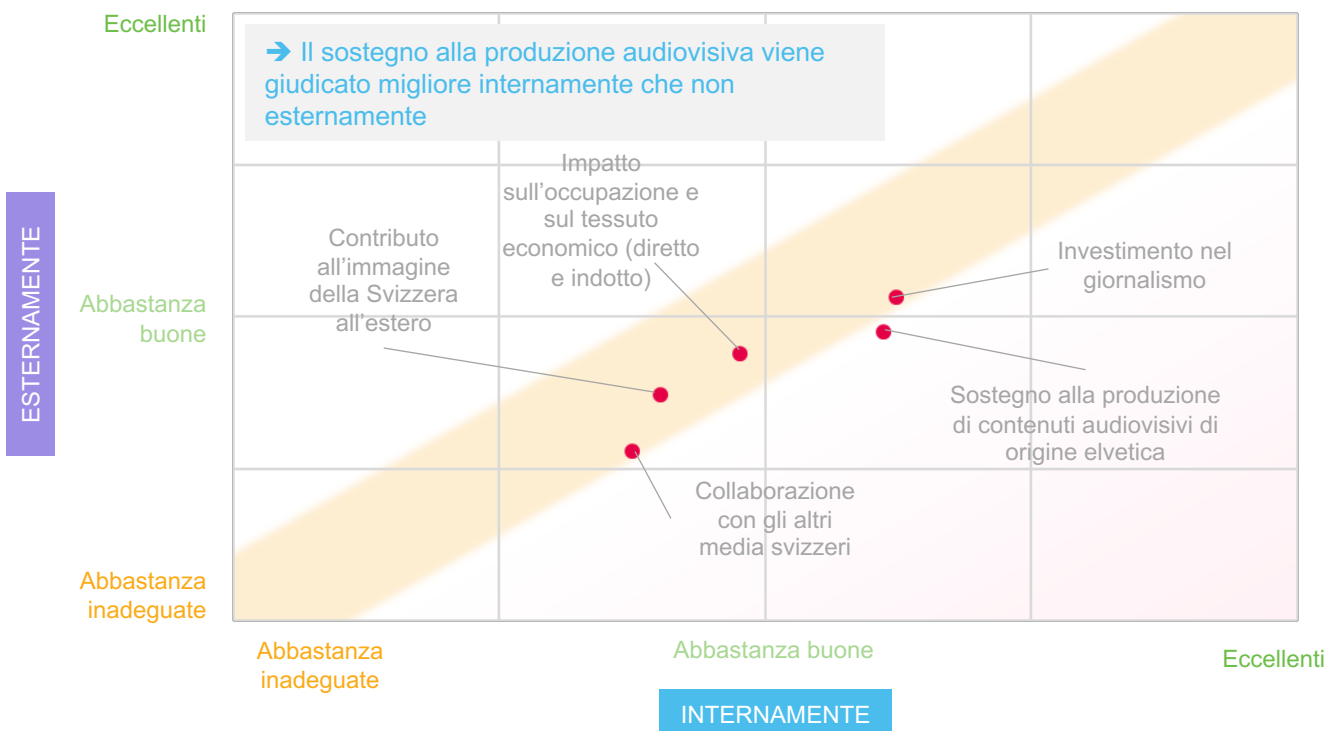 Eccellenti
➔ Il sostegno alla produzione audiovisiva viene
giudicato migliore internamente che non
esternamente
Impatto
sull’occupazione e
sul tessuto
economico (diretto
e indotto)
Contributo
all’immagine
della Svizzera
all’estero
Investimento nel
giornalismo
ESTERNAMENTE
Abbastanza
buone
Sostegno alla produzione
di contenuti audiovisivi di
origine elvetica
Collaborazione
con gli altri
media svizzeri
Abbastanza
inadeguate
Abbastanza
inadeguate
Abbastanza buone
Eccellenti
INTERNAMENTE